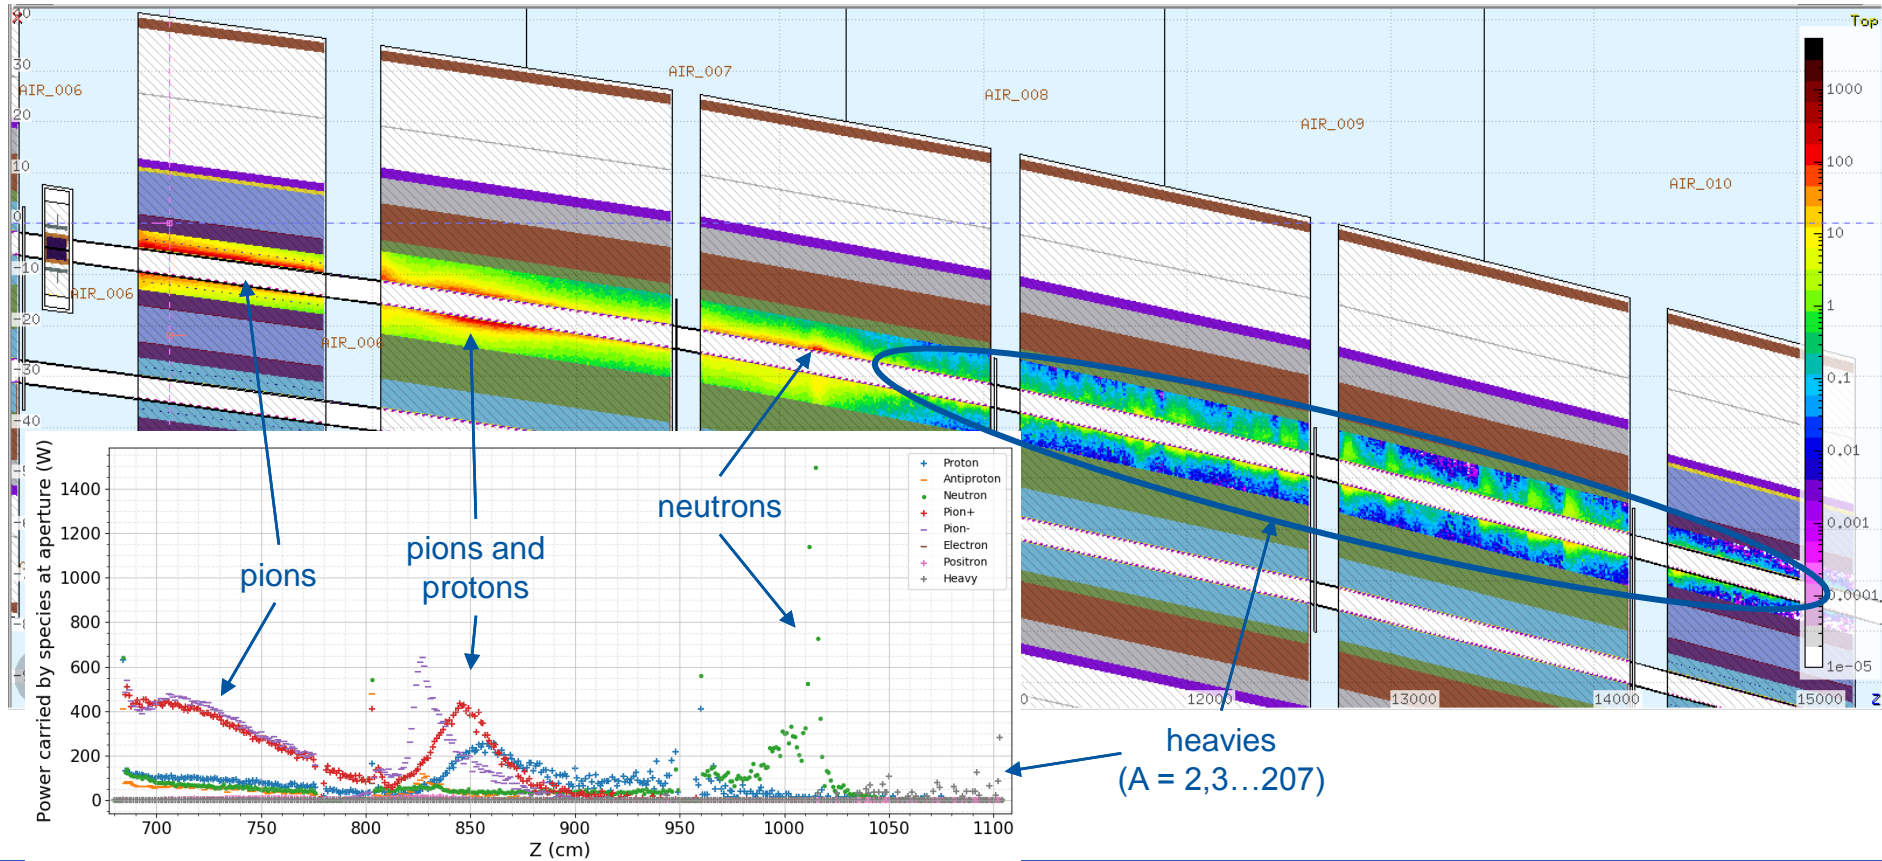 Top
40
30
20
10
0
-10
-20
-30
-40
AIR_006
AIR_007
AIR_008
AIR_009
AIR_010
AIR_006
AIR_006
1000
100
10
1
0.1
0.01
0.001
0.0001
1e-05
12000
13000
14000
15000
Z
pions
pions and
protons
neutrons
heavies
(A = 2,3...207)
Power carried by species at aperture (W)
1400
1200
1000
800
600
400
200
0
700
750
800
850
900
950
1000
1050
1100
Z (cm)
Proton
Antiproton
Neutron
Pion+
Pion-
Electron
Positron
Heavy